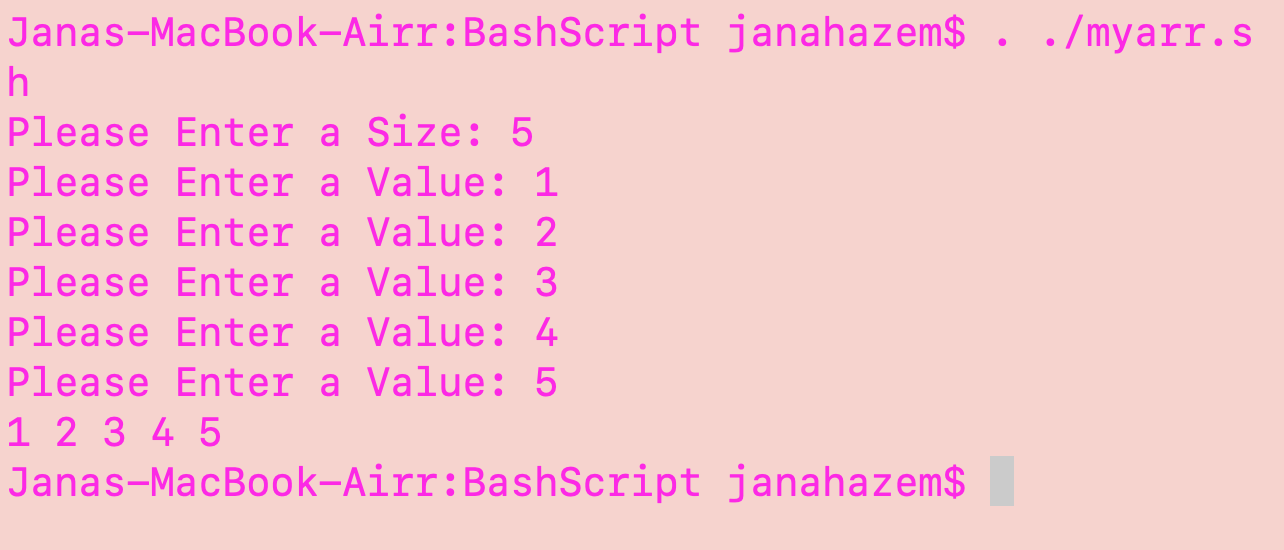 Janas-MacBook-Airr:BashScript janahazem$ . ./myarr.s
h
Please Enter a Size: 5
Please Enter a Value: 1
Please Enter a Value: 2
Please Enter a Value: 3
Please Enter a Value: 4
Please Enter a Value: 5
1 2 3 4 5
Janas-MacBook-Airr:BashScript janahazem$